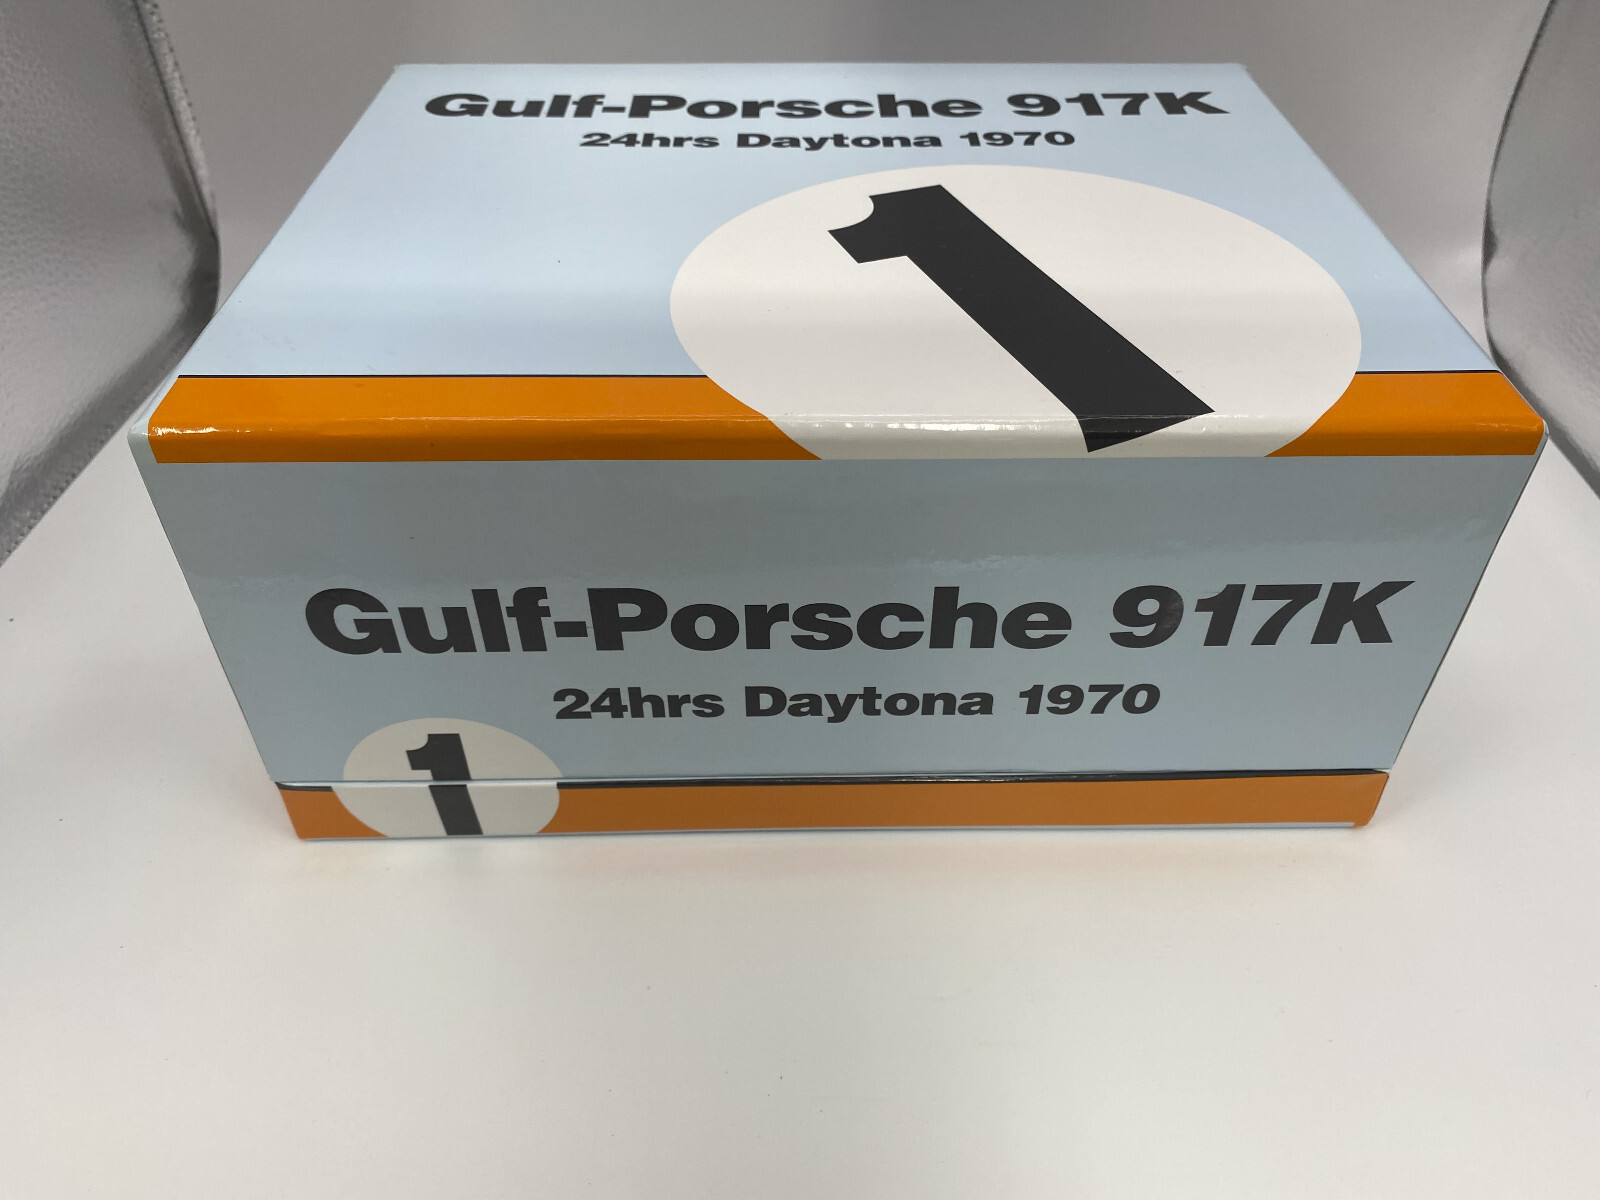 Gulf-Porsche 917K
24hrs Daytona 1970
1
Gulf-Porsche 917K
24hrs Daytona 1970
1